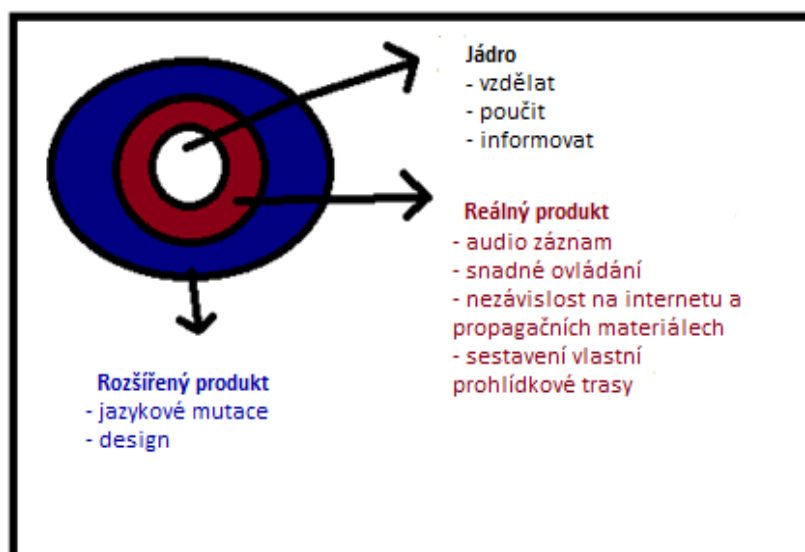 Jádro
- vzdělat
- poučit
- informovat
Reálný produkt
- audio záznam
- snadné ovládání
- nezávislost na internetu a
propagačních materiálech
- sestavení vlastní
prohlídkové trasy
Rozšířený produkt
- jazykové mutace
- design